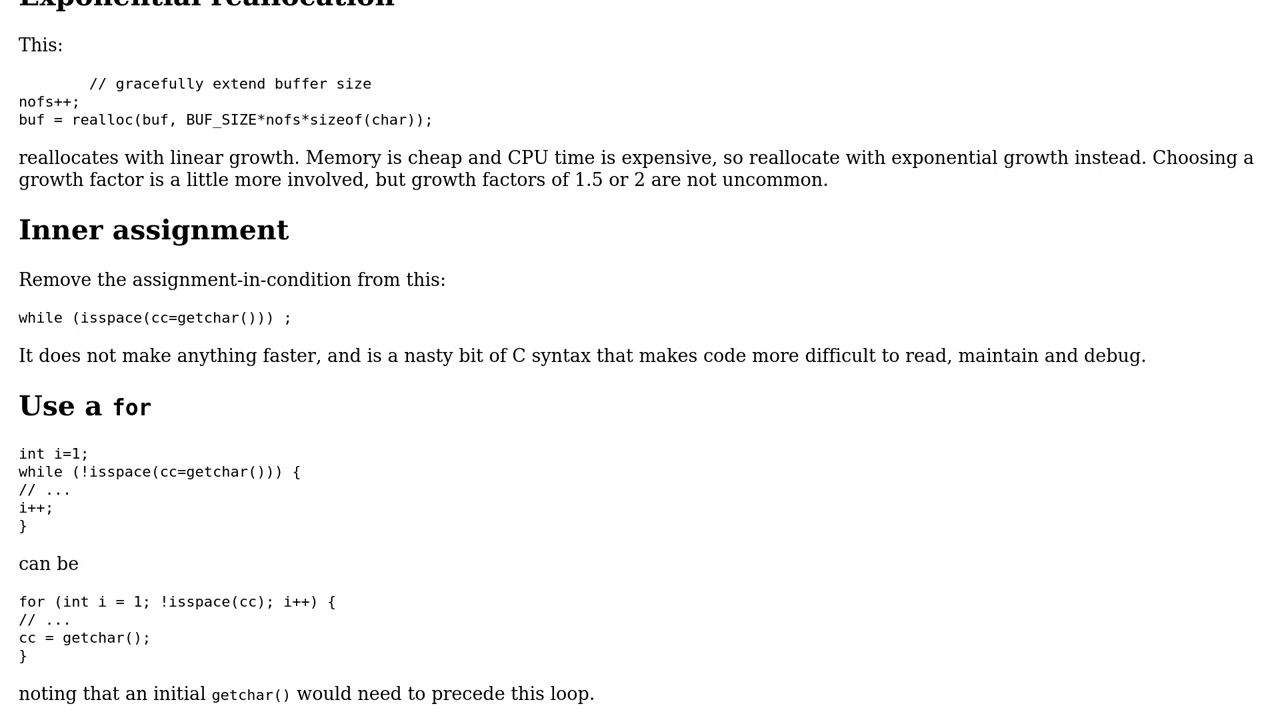 Exponential reallocation
This:
// gracefully extend buffer size
nofs++;
buf = realloc(buf, BUF_SIZE*nofs*sizeof(char));
reallocates with linear growth. Memory is cheap and CPU time is expensive, so reallocate with exponential growth instead. Choosing a
growth factor is a little more involved, but growth factors of 1.5 or 2 are not uncommon.
Inner assignment
Remove the assignment-in-condition from this:
while (isspace(cc=getchar())) ;
It does not make anything faster, and is a nasty bit of C syntax that makes code more difficult to read, maintain and debug.
Use a for
int i=1;
while (!isspace(cc=getchar())) {
// ...
i++;
}
can be
for (int i = 1; !isspace(cc); i++) {
// ...
cc = getchar();
}
noting that an initial getchar() would need to precede this loop.